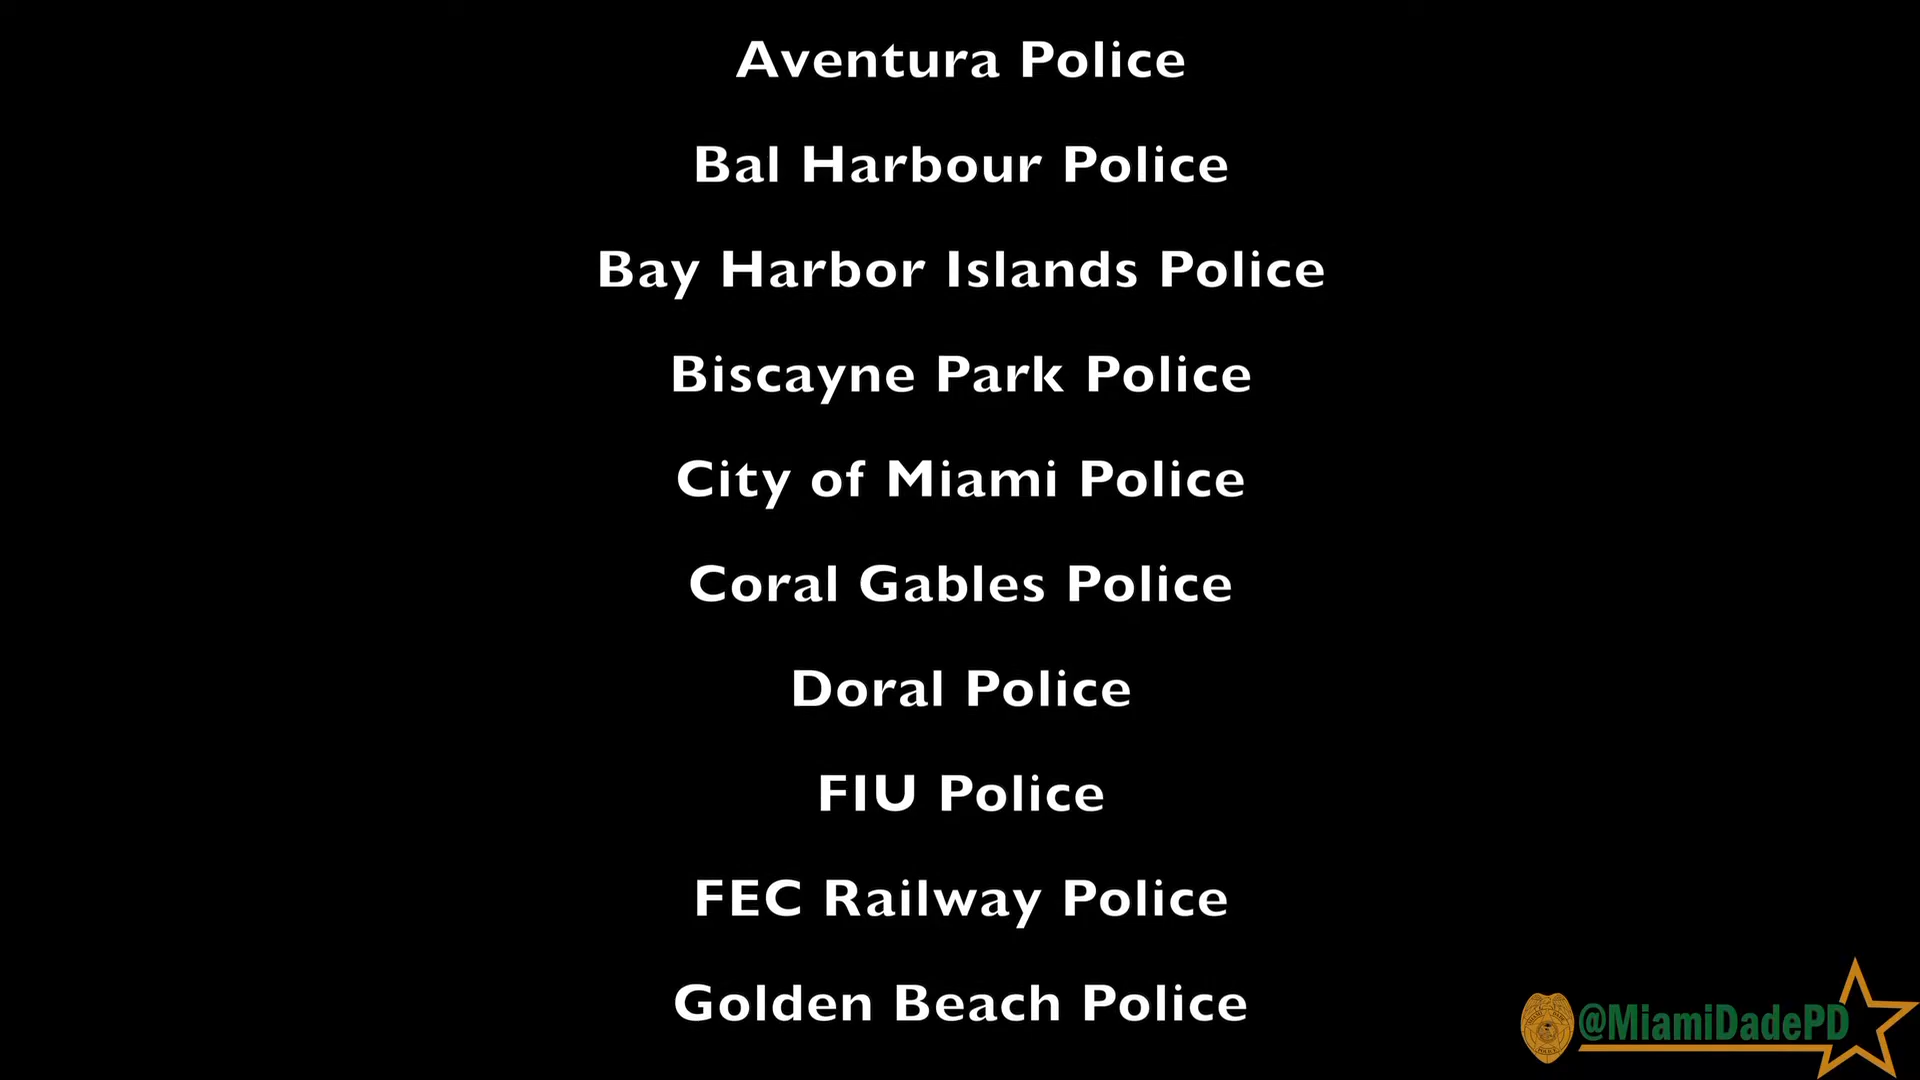 Aventura Police
Bal Harbour Police
Bay Harbor Islands Police
Biscayne Park Police
City of Miami Police
Coral Gables Police
Doral Police
FIU Police
FEC Railway Police
Golden Beach Police
@MiamiDadePD